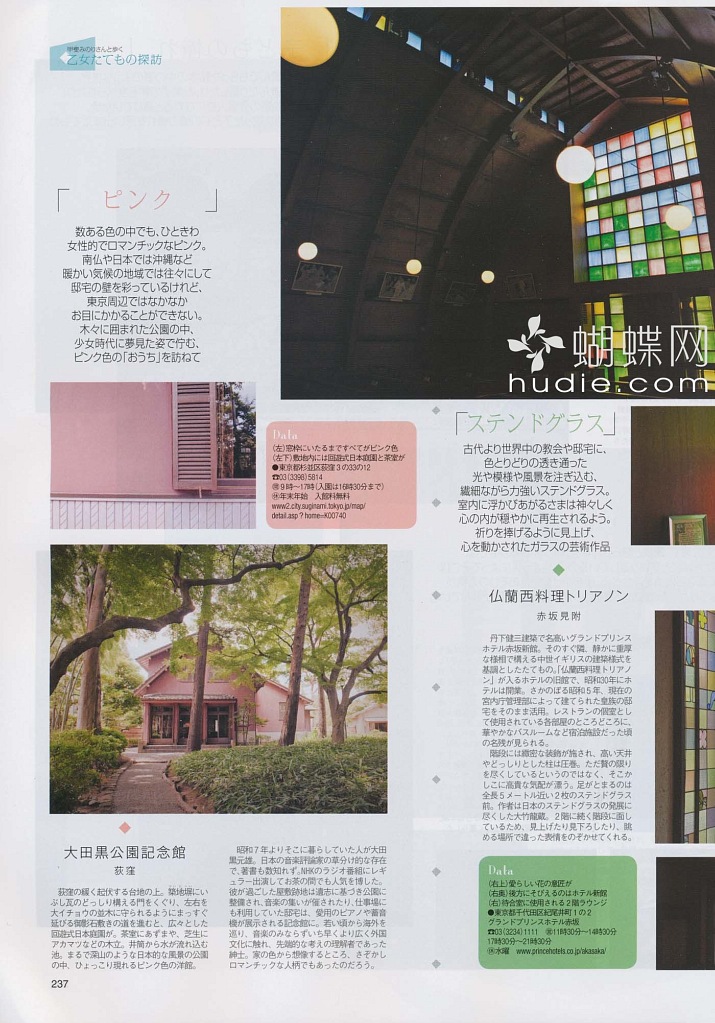 甲斐みのりさんと歩く
乙女たてもの探訪
「ピンク」
数ある色の中でも、ひときわ
女性的でロマンチックなピンク。
南仏や日本では沖縄など
暖かい気候の地域では往々にして
邸宅の壁を彩っているけれど、
東京周辺ではなかなか
お目にかかることができない。
木々に囲まれた公園の中、
少女時代に夢見た姿で佇む、
ピンク色の「おうち」を訪ねて
Data
(左)窓枠にいたるまですべてがピンク色
(左下)敷地内には回遊式日本庭園と茶室が
●東京都杉並区荻窪3の33の12
☎03(3398)5814
㊺9時〜17時(入園は16時30分まで)
㊡年末年始 入館料無料
www2.city.suginami.tokyo.jp/map/
detail.asp?home=K00740
大田黒公園記念館
荻窪
荻窪の緩く起伏する台地の上。築地塀にい
ぶし瓦のどっしり構える門をくぐり、左右を
大イチョウの並木に守られるようにまっすぐ
延びる御影石敷きの道を進むと、広々とした
回遊式日本庭園が。茶室にあずまや、芝生に
アカマツなどの木立。井筒から水が流れ込む
池。まるで深山のような日本的な風景の公園
の中、ひょっこり現れるピンク色の洋館。
昭和7年よりそこに暮らしていた人が大田
黒元雄。日本の音楽評論家の草分け的な存在
で、著書も数知れず。NHKのラジオ番組にレギ
ュラー出演してお茶の間でも人気を博した。
彼が過ごした屋敷跡地は遺志に基づき公園に
整備され、音楽の集いが催されたり、仕事場に
も利用していた邸宅は、愛用のピアノや蓄音
機が展示される記念館に。若い頃から海外を
巡り、音楽のみならずいち早くより広く外国
文化に触れ、先端的な考えの理解者であった
紳士。家の色から想像するところ、さぞかし
ロマンチックな人柄でもあったのだろう。
237
蝴蝶网
hudie.com
「ステンドグラス」
古代より世界中の教会や邸宅に、
色とりどりの透き通った
光や模様や風景を注ぎ込む、
繊細ながら力強いステンドグラス。
室内に浮かびあがるさまは神々しく
心の内が穏やかに再生されるよう。
祈りを捧げるように見上げ、
心を動かされたガラスの芸術作品
仏蘭西料理トリアノン
赤坂見附
丹下健三建築で名高いグランドプリンス
ホテル赤坂新館。そのすぐ隣、静かに重厚
な様相で構える中世イギリスの建築様式を
基調としたたてもの。「仏蘭西料理トリアノ
ン」が入るホテルの旧館で、昭和30年にホ
テルは開業。さかのぼる昭和5年、現在の
宮内庁管理部によって建てられた皇族の邸
宅をそのまま活用。レストランの個室とし
て使用されている各部屋のところどころに、
華やかなバスルームなど宿泊施設だった頃
の名残が見られる。
階段には緻密な装飾が施され、高い天井
やどっしりとした柱は圧巻。ただ贅の限り
を尽くしているというのではなく、そこか
しこに高貴な気配が漂う。足がとまるのは
全長5メートル近い2枚のステンドグラス
前。作者は日本のステンドグラスの発展に
尽くした大竹龍蔵。2階に続く階段に面し
ているため、見上げたり見下ろしたり、眺
める場所で違った表情をのぞかせてくれる。
Data
(右上)愛らしい花の意匠が
(右奥)後方にそびえるのはホテル新館
(右)待合室に使用される2階ラウンジ
●東京都千代田区紀尾井町1の2
グランドプリンスホテル赤坂
☎03(3234)1111 ㊺11時30分〜14時30分
17時30分〜21時30分
㊡水曜 www.princehotels.co.jp/akasaka/